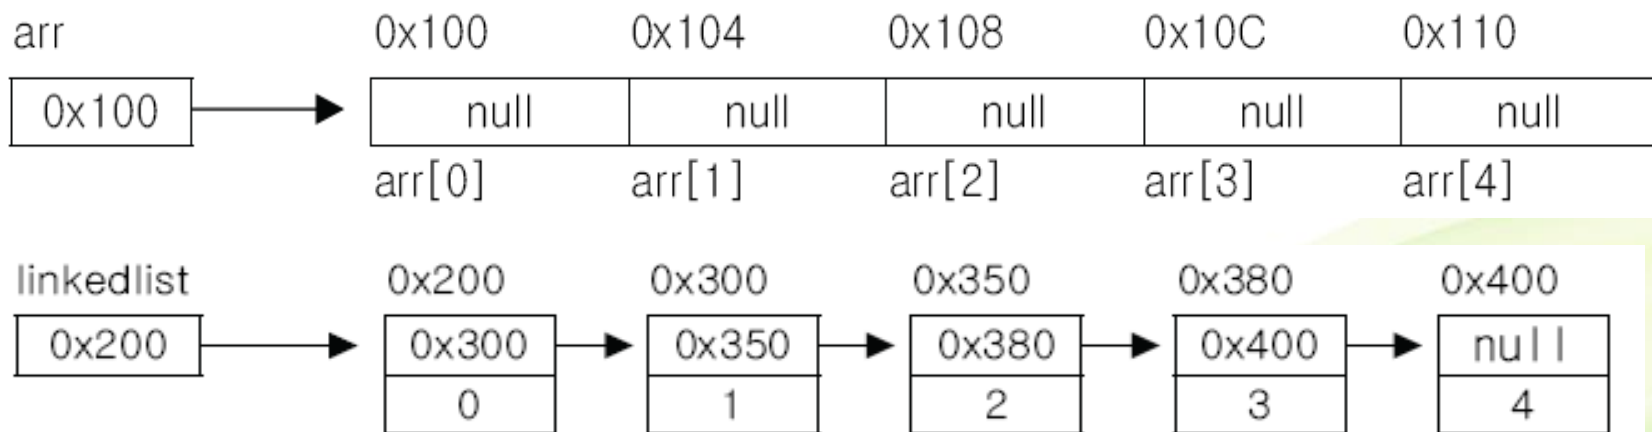 arr 0x100 0x104 0x108 0x10C 0x110
0x100 null null null null null
arr[0] arr[1] arr[2] arr[3] arr[4]
linkedlist 0x200 0x300 0x350 0x380 0x400
0x200 0x300 0x350 0x380 0x400 null
0 1 2 3 4